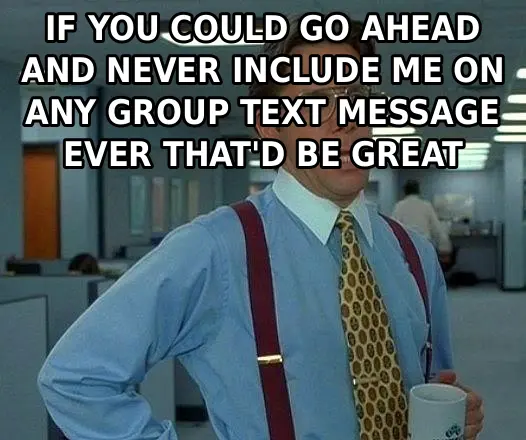 IF YOU COULD GO AHEAD
AND NEVER INCLUDE ME ON
ANY GROUP TEXT MESSAGE
EVER THAT'D BE GREAT